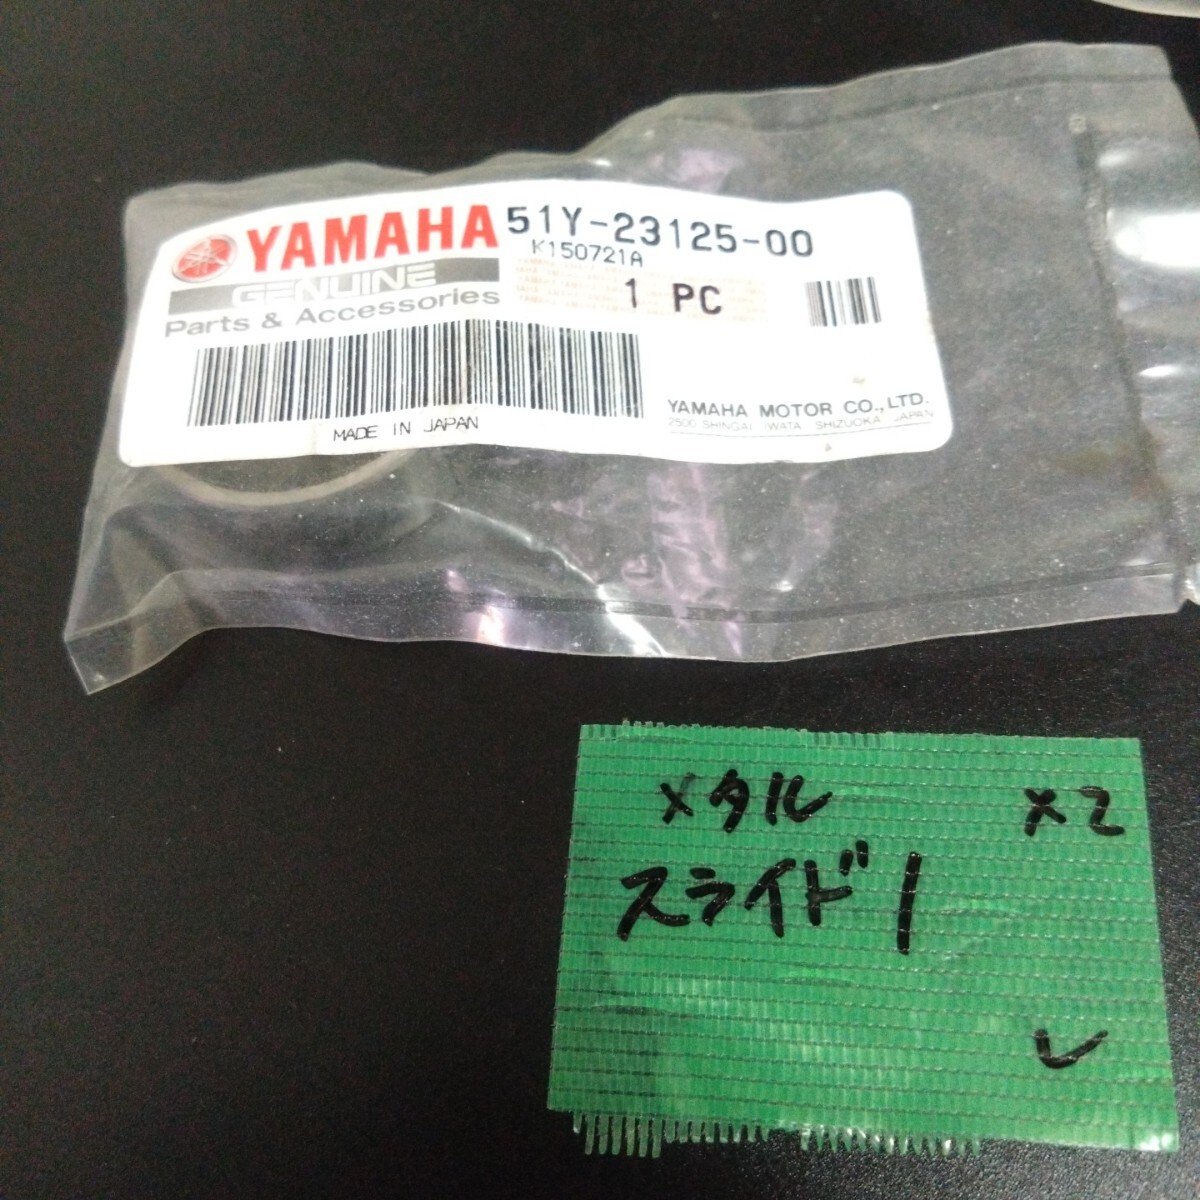 YAMAHA 51Y-23125-00
K150721A
GENUINE
1 PC
Parts & Accessories
YAMAHA MOTOR CO., LTD.
2500 SHINGAI IWATA SHIZUOKA JAPAN
MADE IN JAPAN
メタル ×2
スライド 1
レ